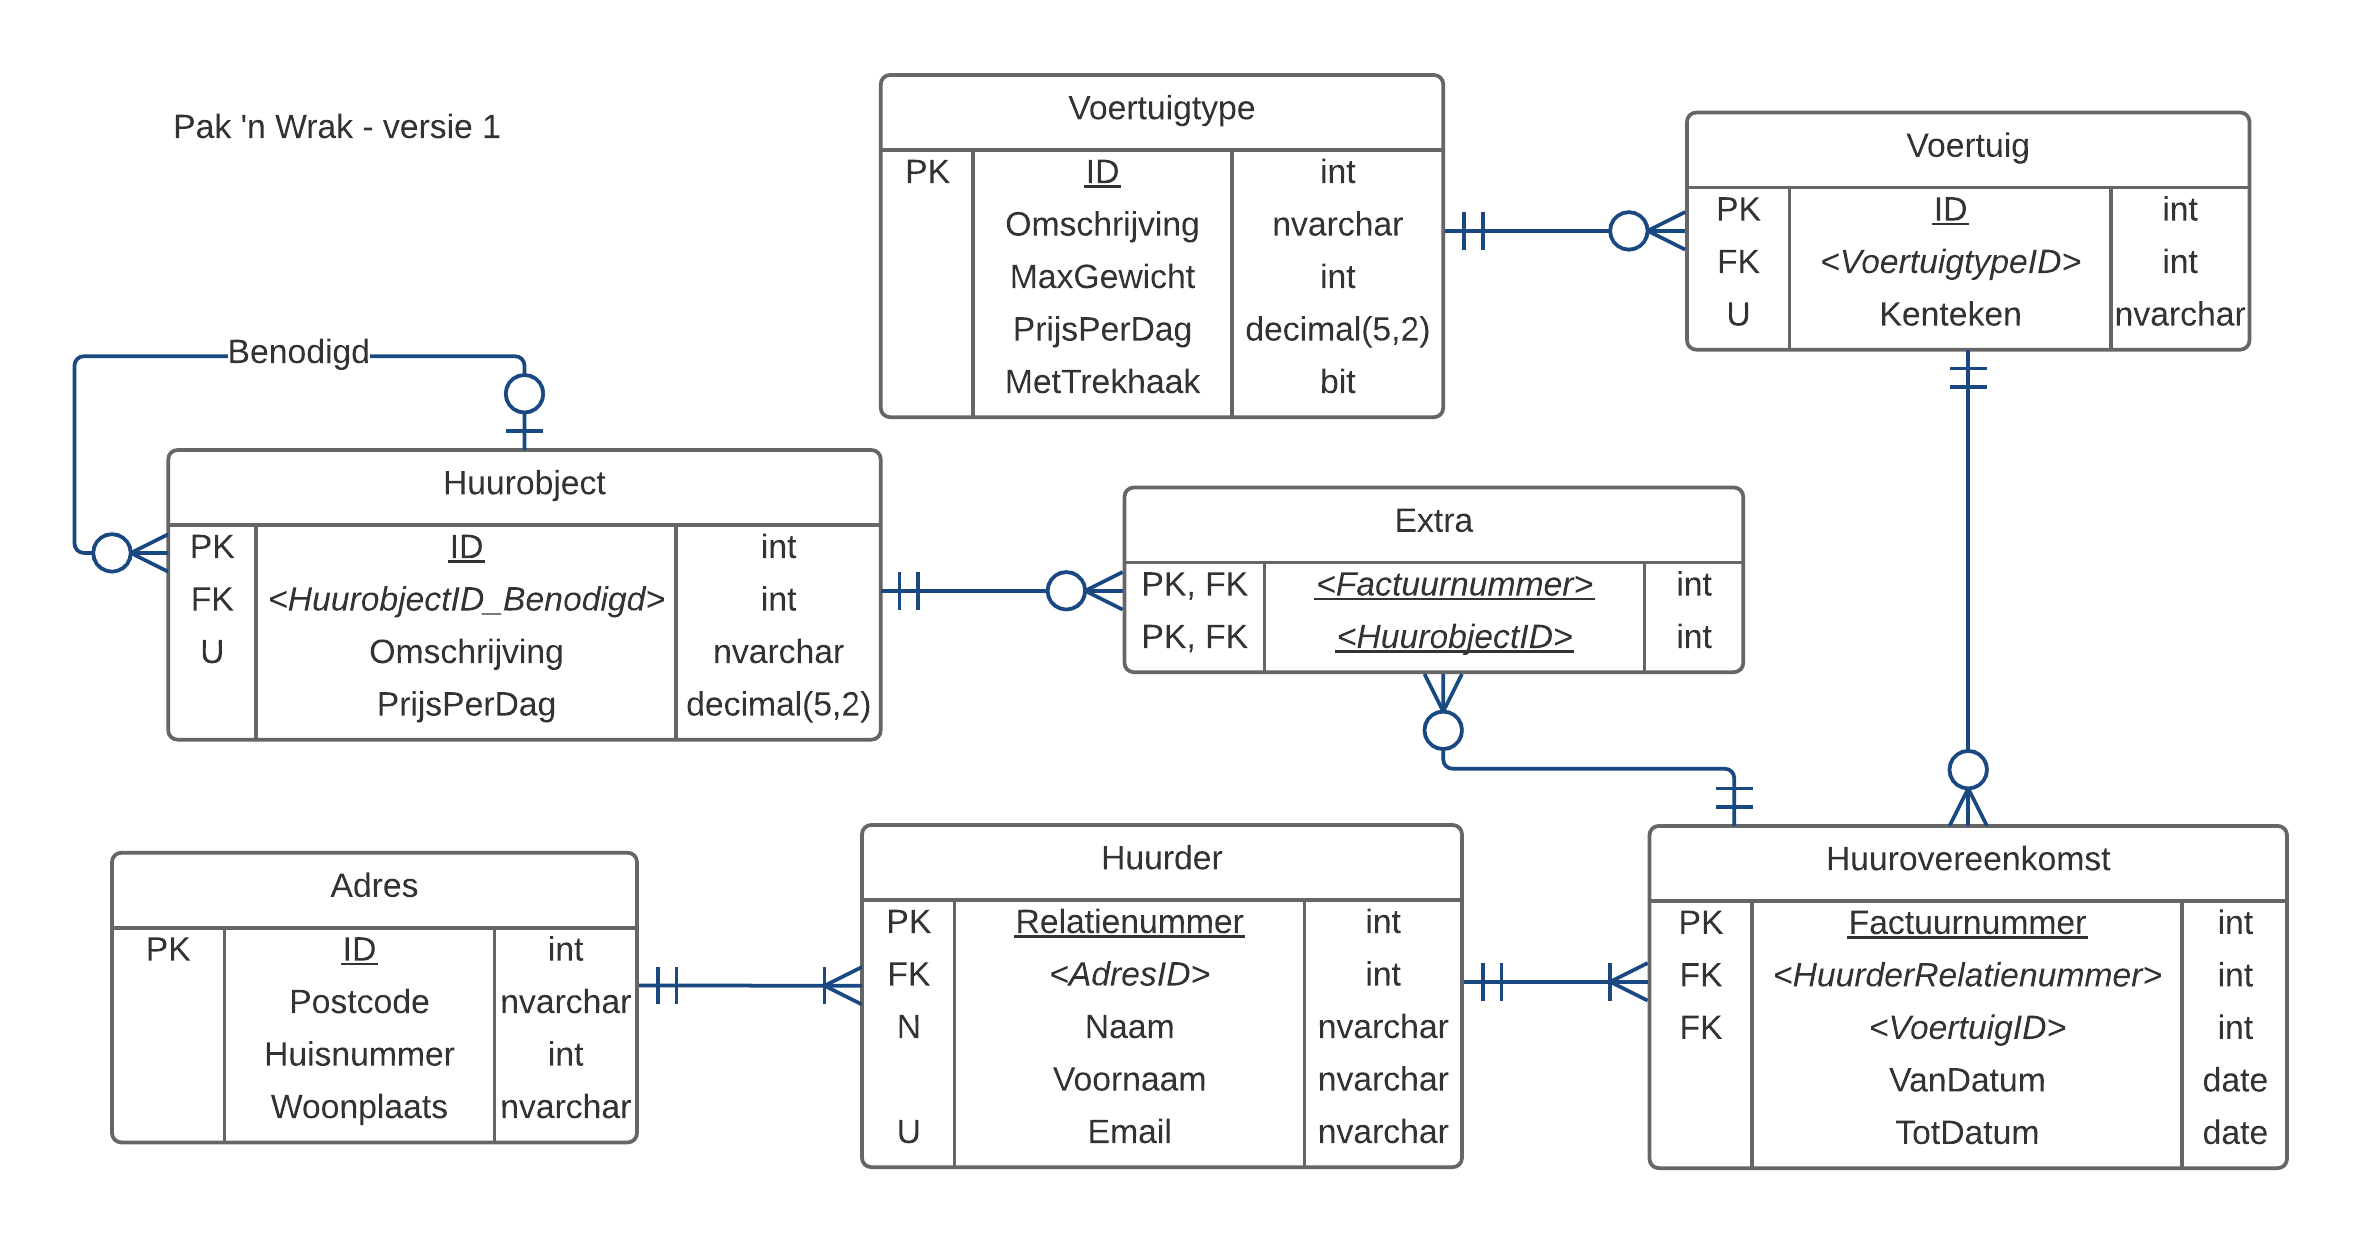 Pak 'n Wrak - versie 1
Voertuigtype
PK ID int
Omschrijving nvarchar
MaxGewicht int
PrijsPerDag decimal(5,2)
MetTrekhaak bit
Voertuig
PK ID int
FK <VoertuigtypeID> int
U Kenteken nvarchar
Benodigd
Huurobject
PK ID int
FK <HuurobjectID_Benodigd> int
U Omschrijving nvarchar
PrijsPerDag decimal(5,2)
Extra
PK, FK <Factuurnummer> int
PK, FK <HuurobjectID> int
Adres
PK ID int
Postcode nvarchar
Huisnummer int
Woonplaats nvarchar
Huurder
PK Relatienummer int
FK <AdresID> int
N Naam nvarchar
Voornaam nvarchar
U Email nvarchar
Huurovereenkomst
PK Factuurnummer int
FK <HuurderRelatienummer> int
FK <VoertuigID> int
VanDatum date
TotDatum date